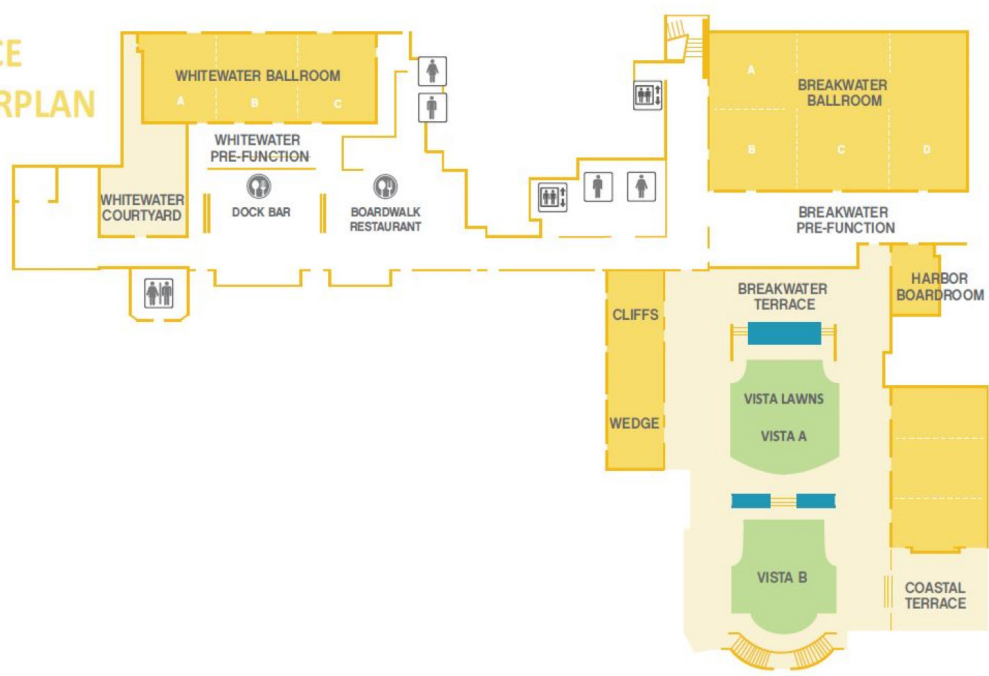 CE
RPLAN
WHITEWATER BALLROOM
A
B
C
WHITEWATER
PRE-FUNCTION
WHITEWATER
COURTYARD
DOCK BAR
BOARDWALK
RESTAURANT
BREAKWATER
BALLROOM
A
B
C
D
BREAKWATER
PRE-FUNCTION
HARBOR
BOARDROOM
BREAKWATER
TERRACE
CLIFFS
WEDGE
VISTA LAWNS
VISTA A
VISTA B
COASTAL
TERRACE